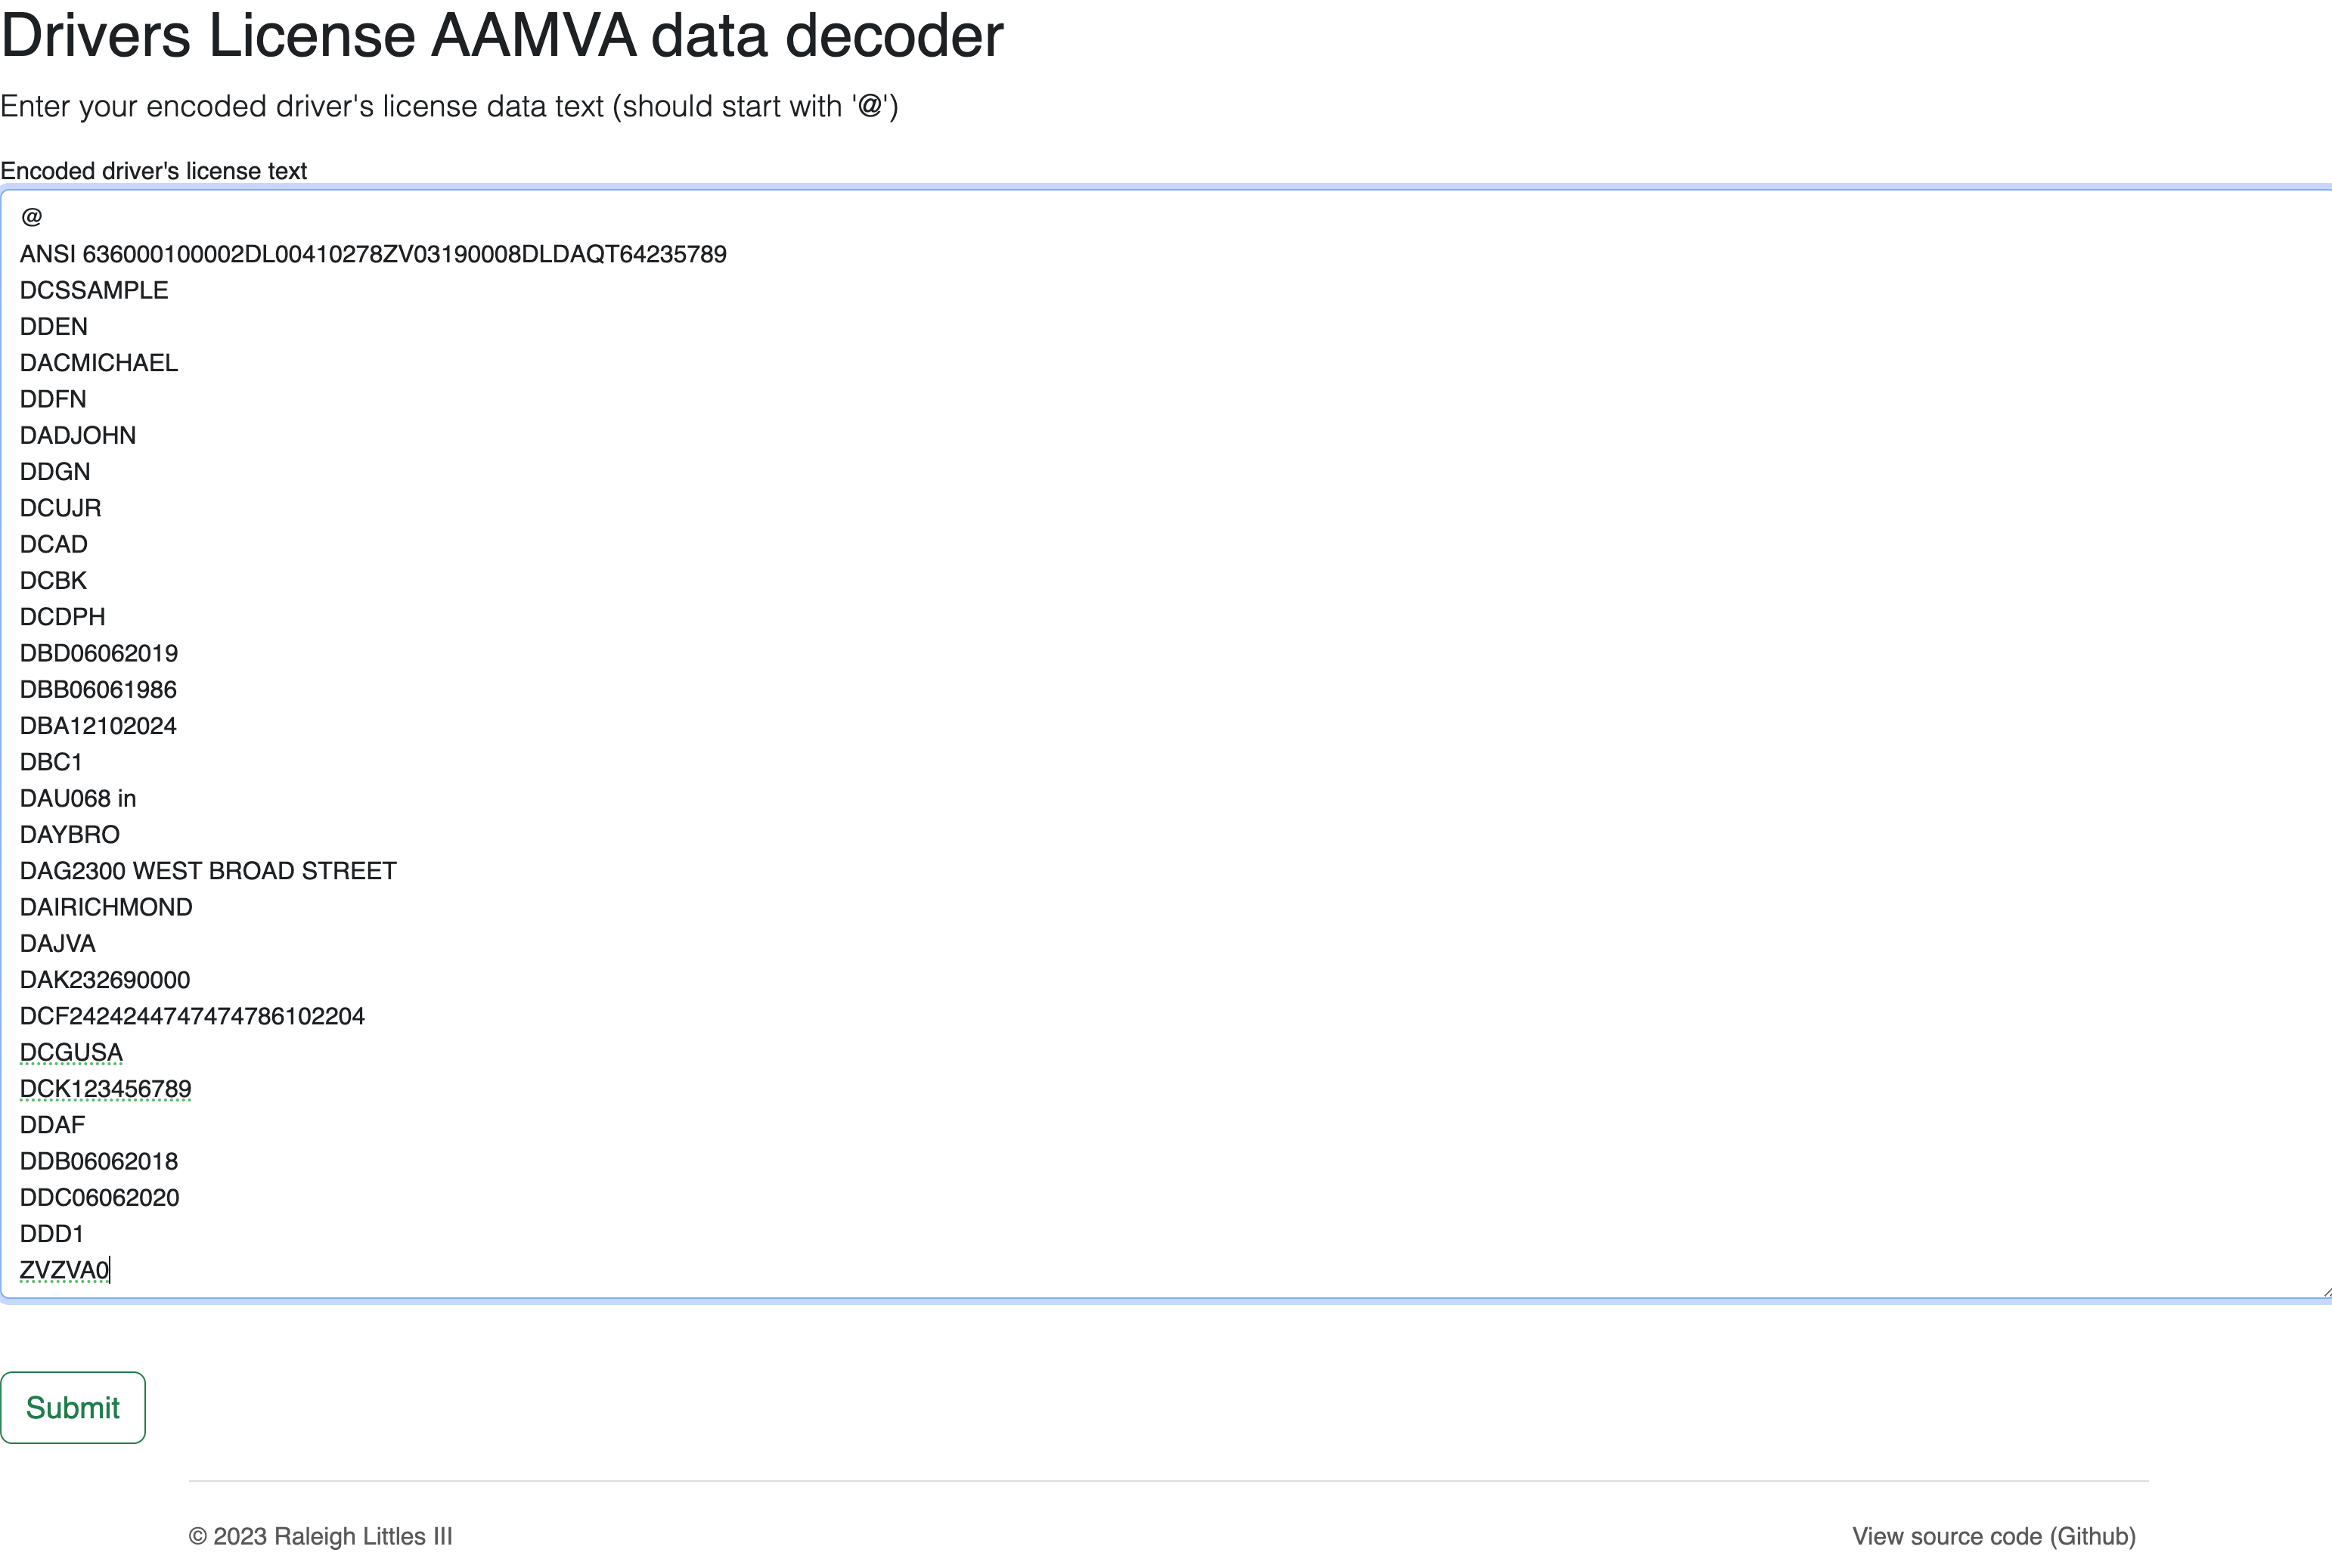 Drivers License AAMVA data decoder
Enter your encoded driver's license data text (should start with '@')
Encoded driver's license text
@
ANSI 636000100002DL00410278ZV03190008DLDAQT64235789
DCSSAMPLE
DDEN
DACMICHAEL
DDFN
DADJOHN
DDGN
DCUJR
DCAD
DCBK
DCDPH
DBD06062019
DBB06061986
DBA12102024
DBC1
DAU068 in
DAYBRO
DAG2300 WEST BROAD STREET
DAIRICHMOND
DAJVA
DAK232690000
DCF2424244747474786102204
DCGUSA
DCK123456789
DDAF
DDB06062018
DDC06062020
DDD1
ZVZVA0
Submit
© 2023 Raleigh Littles III
View source code (Github)